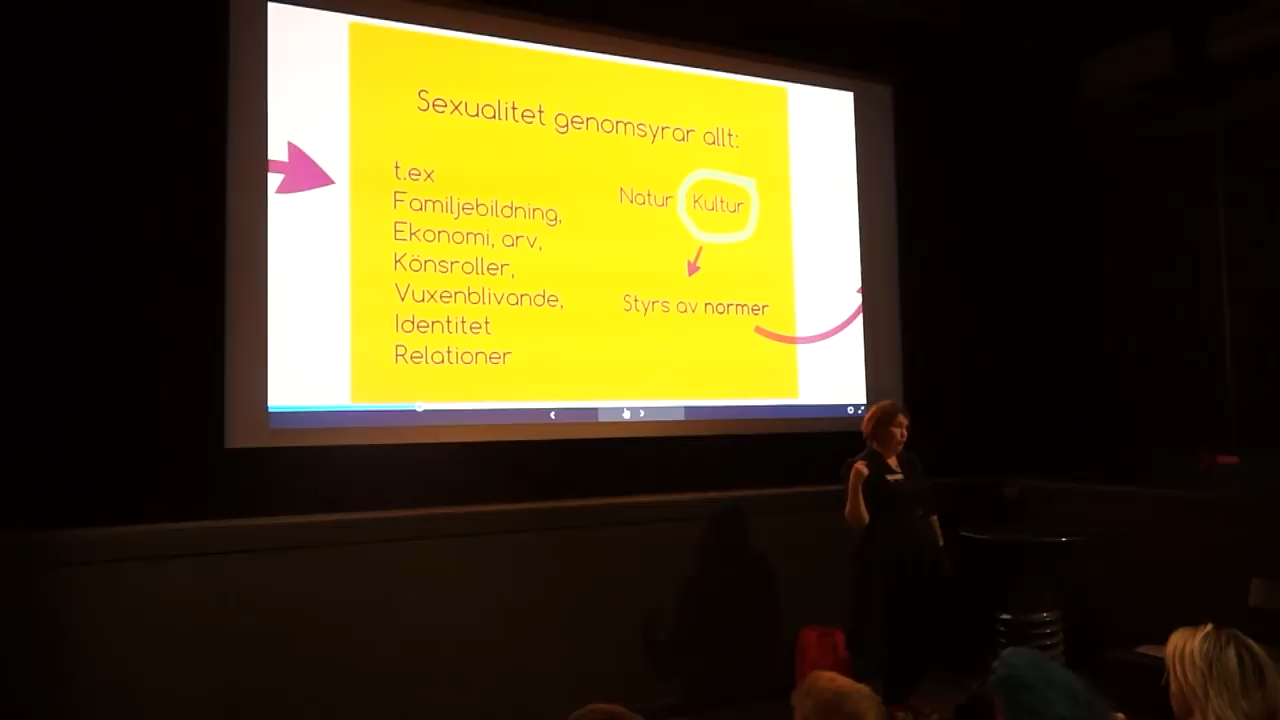 Sexualitet genomsyrar allt:
t.ex
Familjebildning,
Ekonomi, arv,
Könsroller,
Vuxenblivande,
Identitet
Relationer
Natur Kultur
Styrs av normer